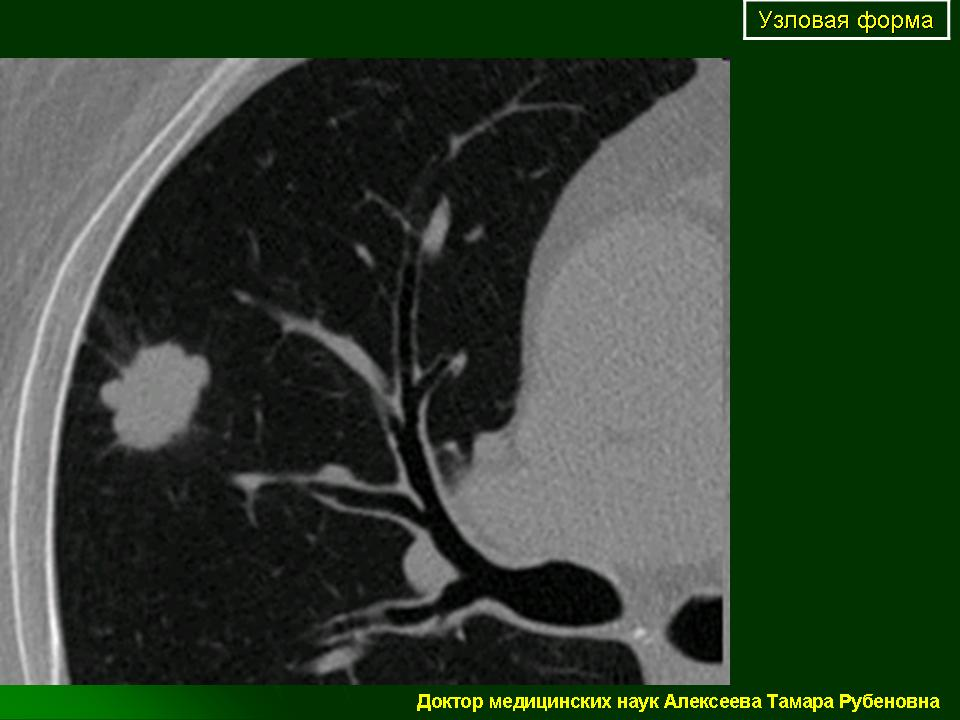 Узловая форма
Доктор медицинских наук Алексеева Тамара Рубеновна